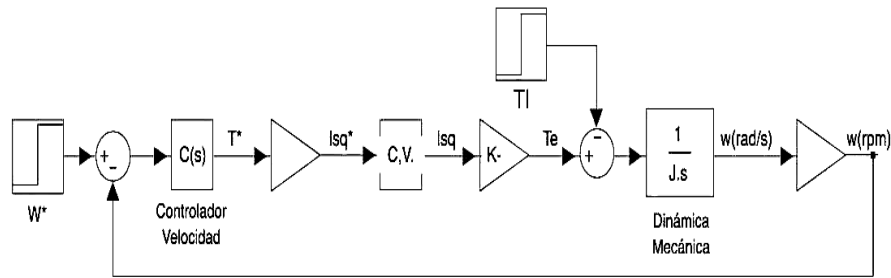 Tl
W*
+
-
C(s)
Controlador
Velocidad
T*
Isq*
C,V.
Isq
K-
Te
-
+
1
J.s
Dinámica
Mecánica
w(rad/s)
w(rpm)